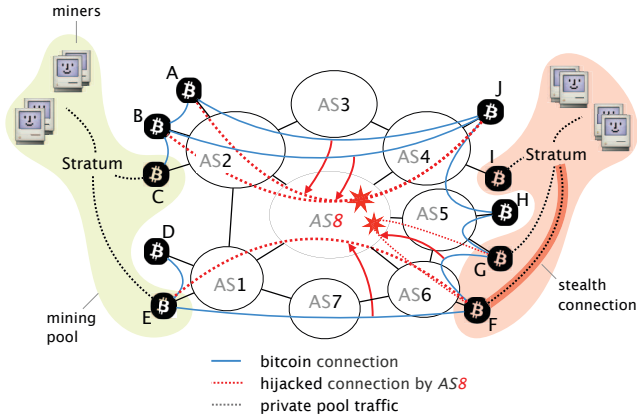 miners
A
B
J
AS3
AS2
AS4
Stratum
Stratum
I
C
H
AS8
AS5
D
G
AS1
AS6
AS7
E
F
mining
pool
stealth
connection
bitcoin connection
hijacked connection by AS8
private pool traffic